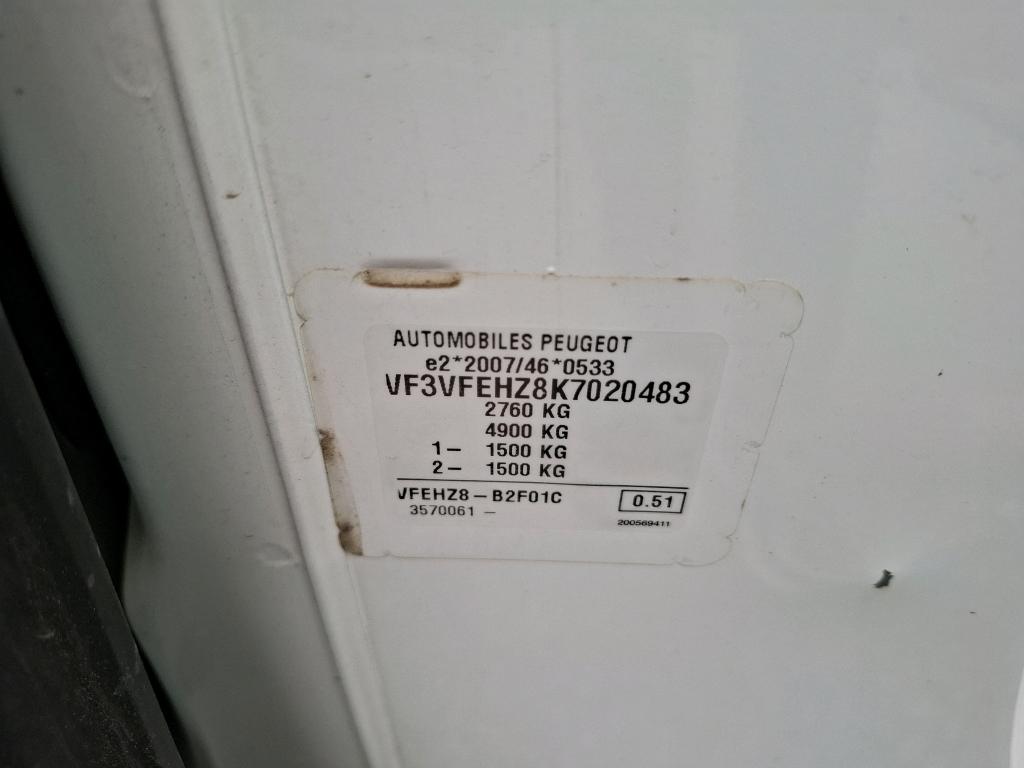 AUTOMOBILES PEUGEOT
e2*2007/46*0533
VF3VFEHZ8K7020483
2760 KG
4900 KG
1– 1500 KG
2– 1500 KG
VFEHZ8–B2F01C 0.51
3570061 –
200569411